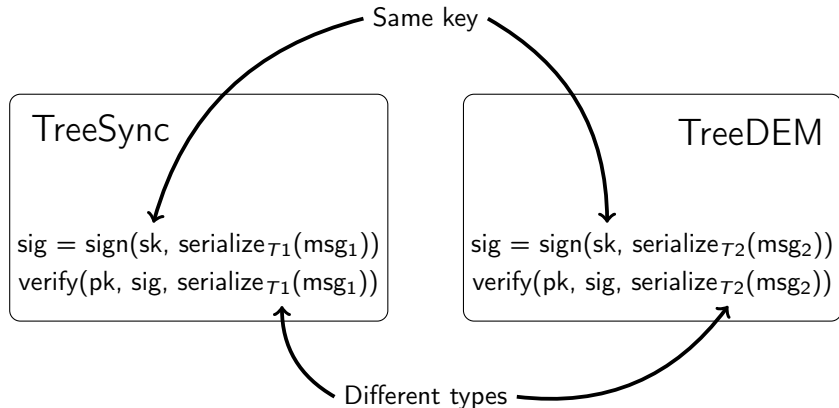 Same key
TreeSync
TreeDEM
sig = sign(sk, serialize_T1(msg_1))
verify(pk, sig, serialize_T1(msg_1))
sig = sign(sk, serialize_T2(msg_2))
verify(pk, sig, serialize_T2(msg_2))
Different types